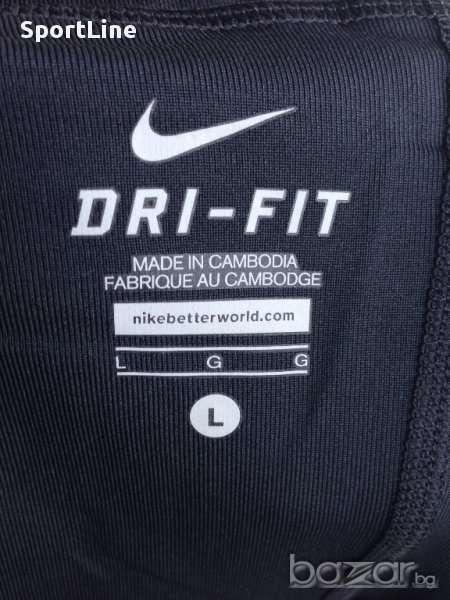 SportLine
DRI-FIT
MADE IN CAMBODIA
FABRIQUE AU CAMBODGE
nikebetterworld.com
L G G
L
bazar.bg